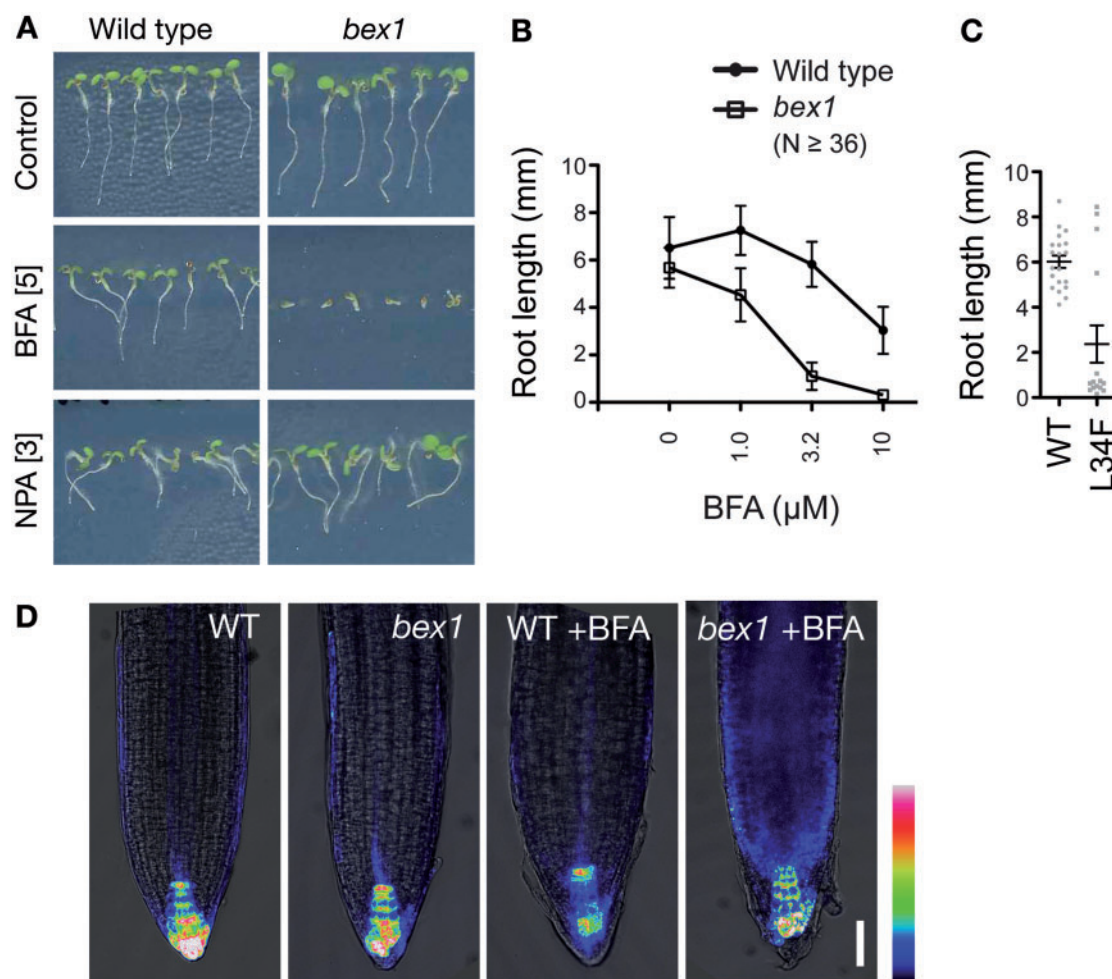 A
Wild type
bex1
Control
BFA [5]
NPA [3]
B
Wild type
bex1
(N ≥ 36)
Root length (mm)
10
8
6
4
2
0
0
1.0
3.2
10
BFA (μM)
C
Root length (mm)
10
8
6
4
2
0
WT
L34F
D
WT
bex1
WT +BFA
bex1 +BFA